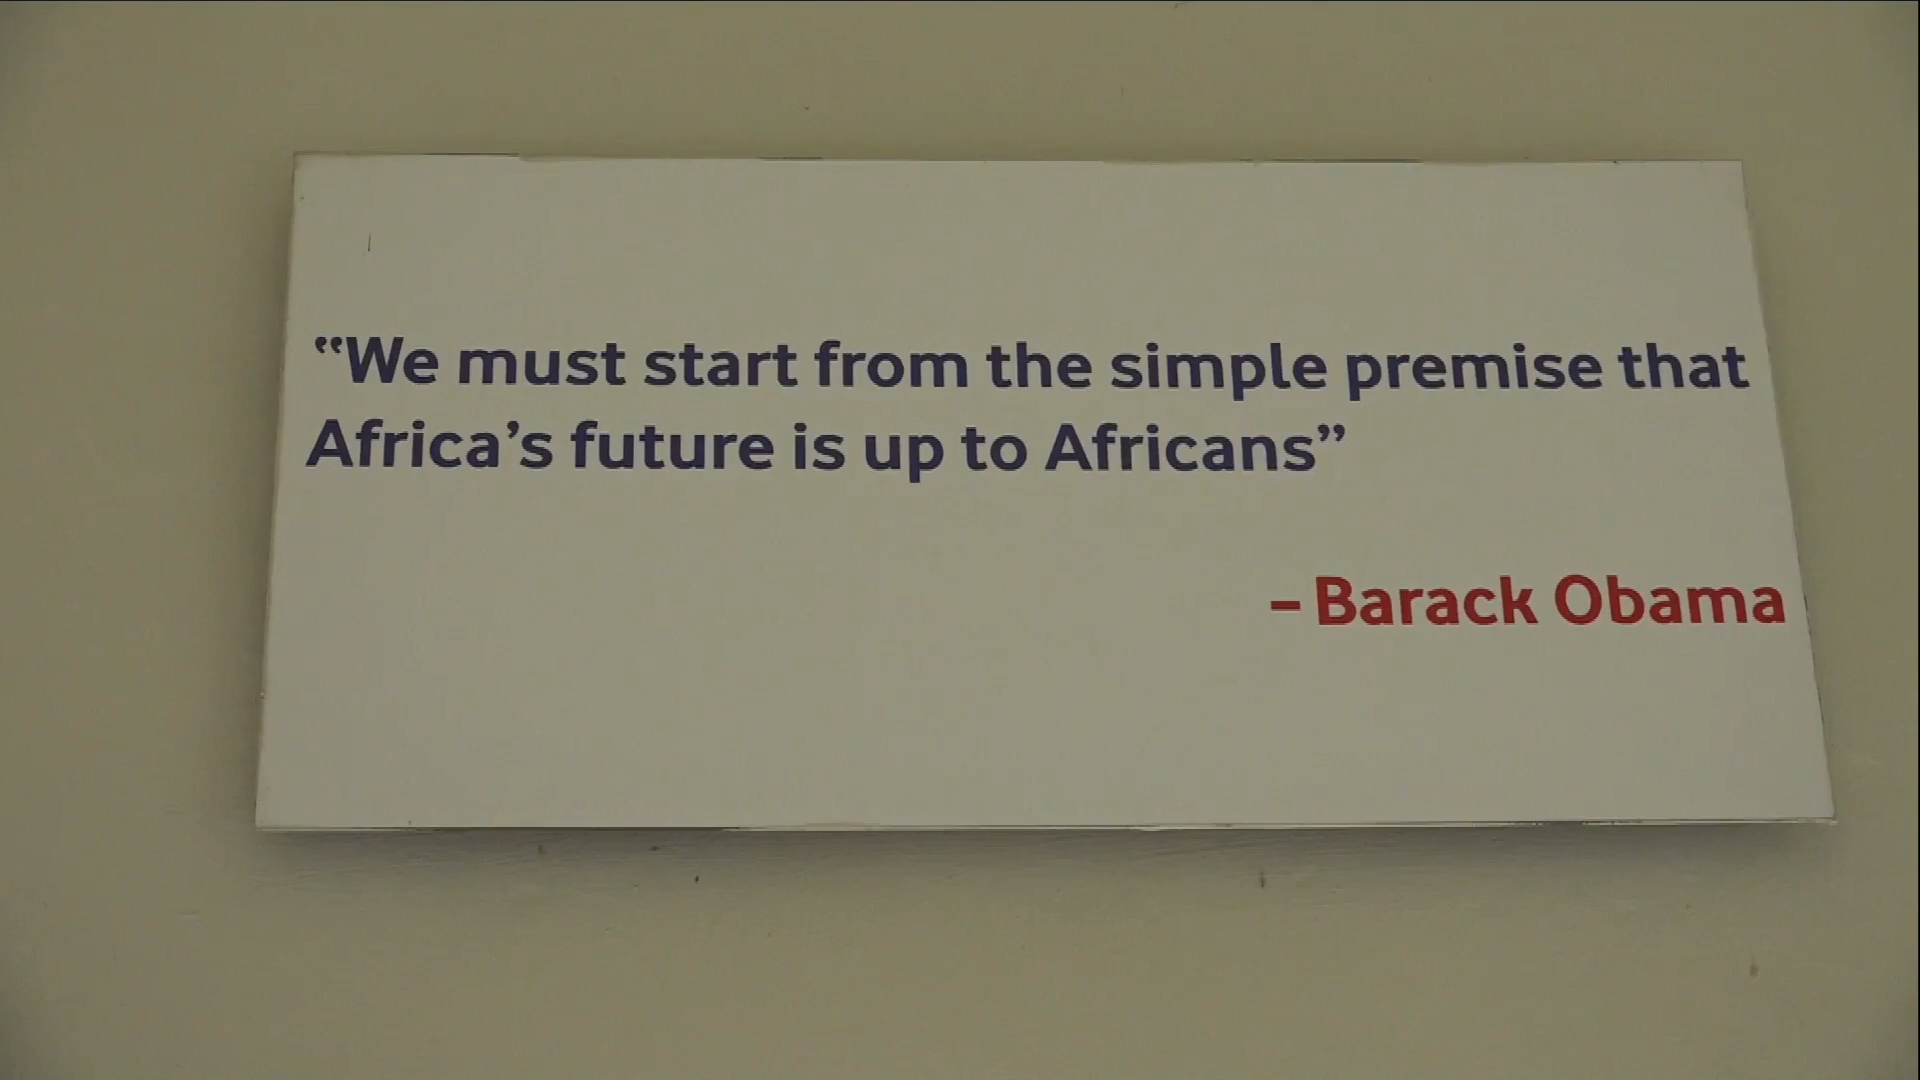 “We must start from the simple premise that
Africa’s future is up to Africans”
– Barack Obama